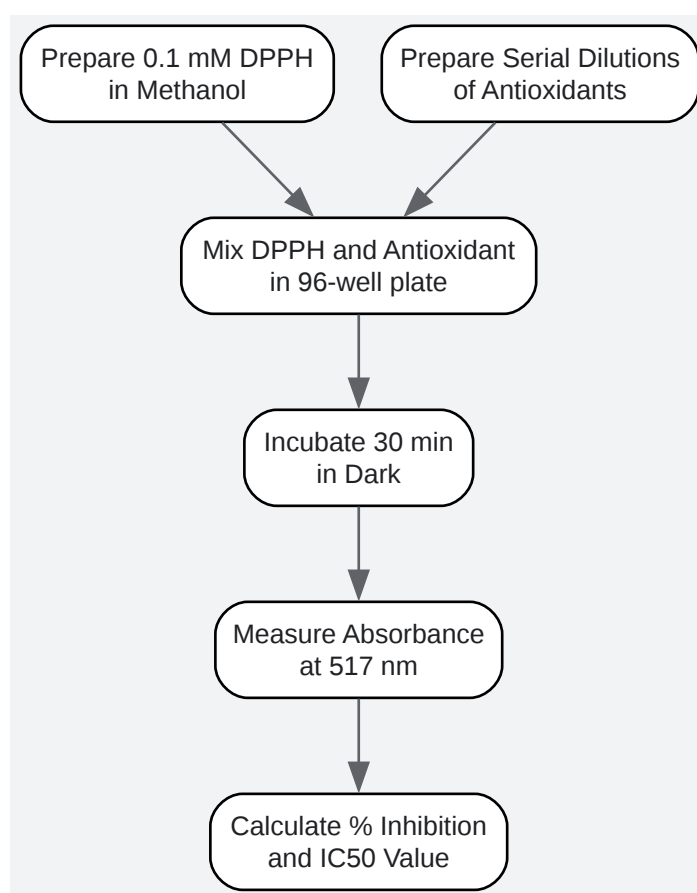 Prepare 0.1 mM DPPH
in Methanol
Prepare Serial Dilutions
of Antioxidants
Mix DPPH and Antioxidant
in 96-well plate
Incubate 30 min
in Dark
Measure Absorbance
at 517 nm
Calculate % Inhibition
and IC50 Value